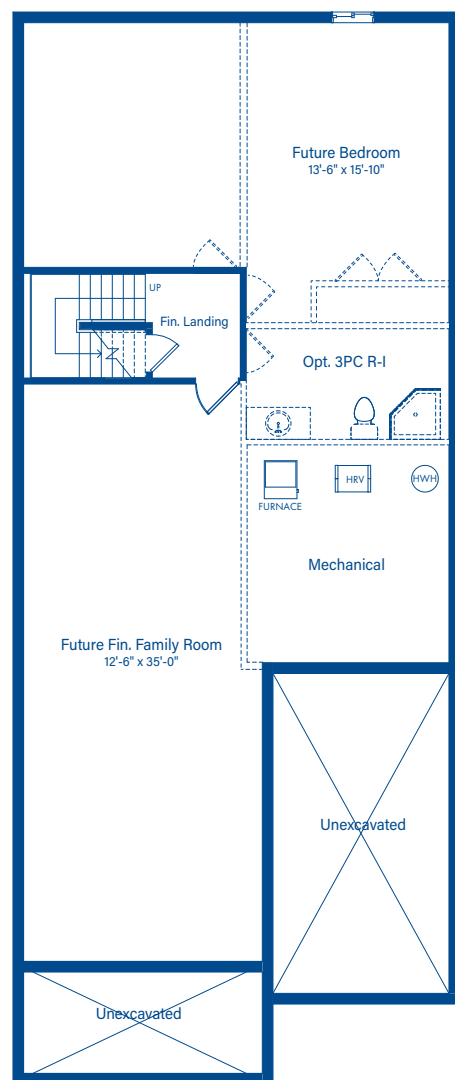 Future Bedroom
13'-6" x 15'-10"
UP
Fin. Landing
Opt. 3PC R-I
FURNACE
HRV
HWH
Mechanical
Future Fin. Family Room
12'-6" x 35'-0"
Unexcavated
Unexcavated